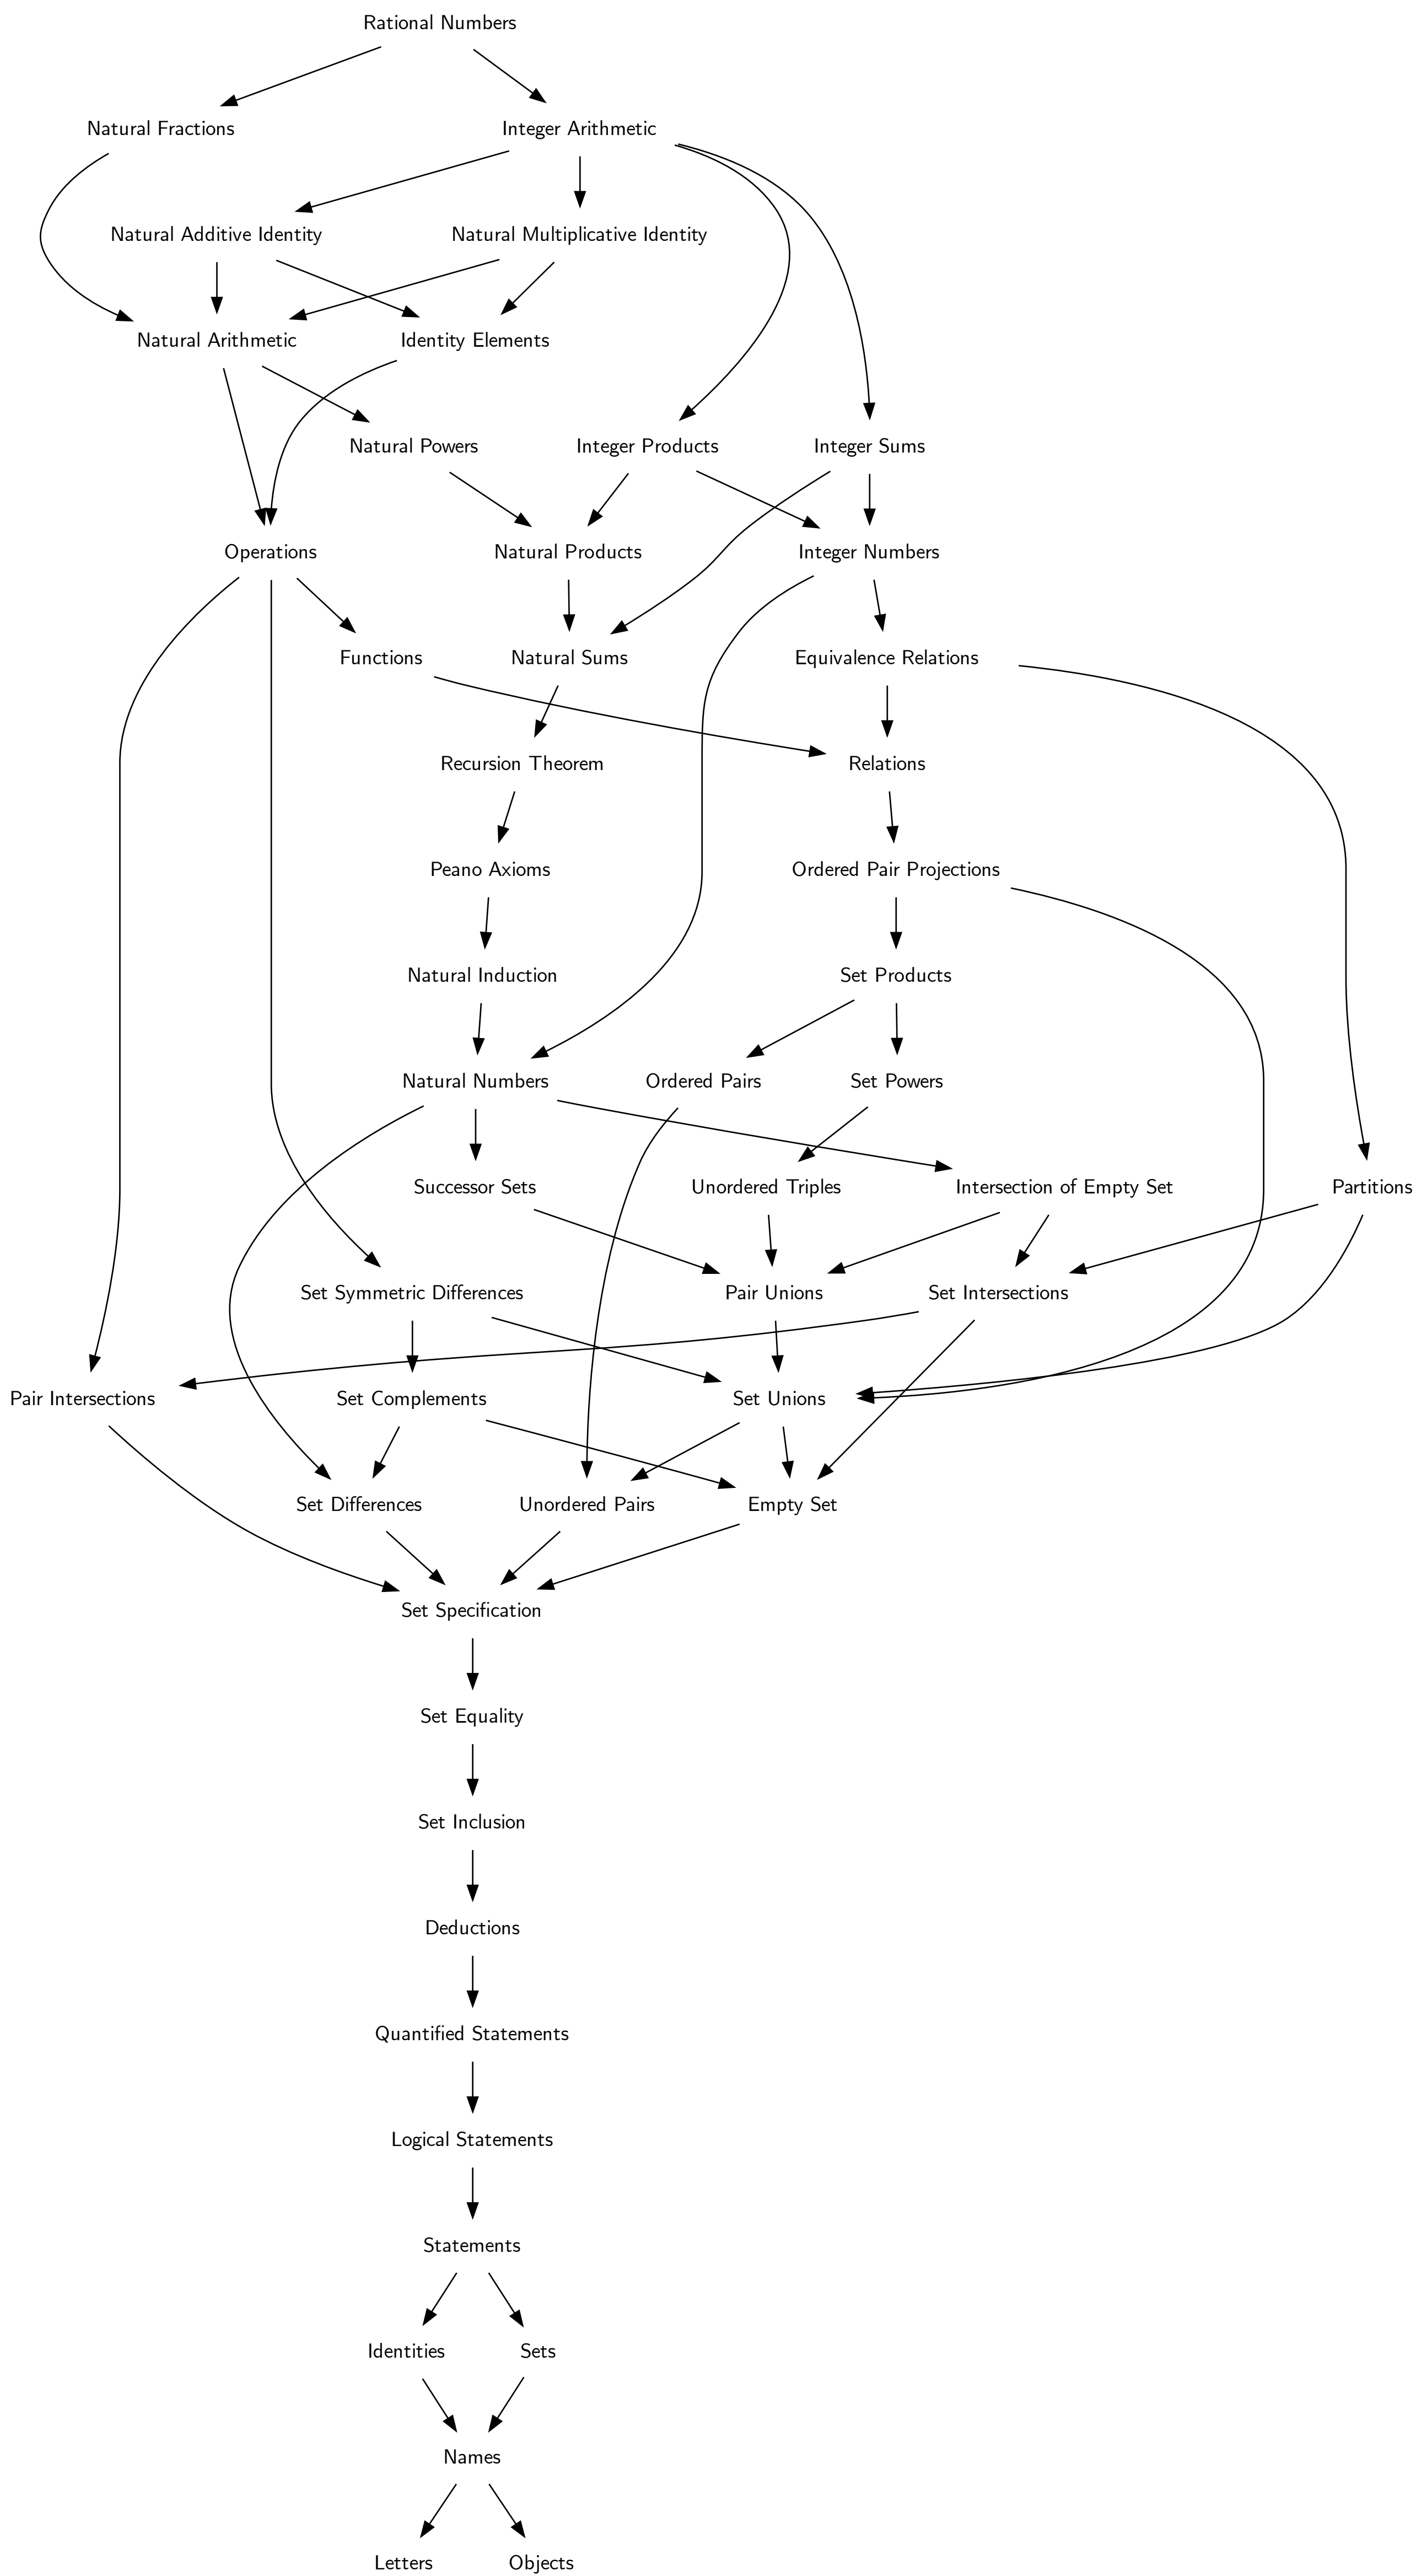 Rational Numbers
Natural Fractions
Integer Arithmetic
Natural Additive Identity
Natural Multiplicative Identity
Natural Arithmetic
Identity Elements
Natural Powers
Integer Products
Integer Sums
Operations
Natural Products
Integer Numbers
Functions
Natural Sums
Equivalence Relations
Recursion Theorem
Relations
Peano Axioms
Ordered Pair Projections
Natural Induction
Set Products
Natural Numbers
Ordered Pairs
Set Powers
Successor Sets
Unordered Triples
Intersection of Empty Set
Partitions
Set Symmetric Differences
Pair Unions
Set Intersections
Pair Intersections
Set Complements
Set Unions
Set Differences
Unordered Pairs
Empty Set
Set Specification
Set Equality
Set Inclusion
Deductions
Quantified Statements
Logical Statements
Statements
Identities
Sets
Names
Letters
Objects